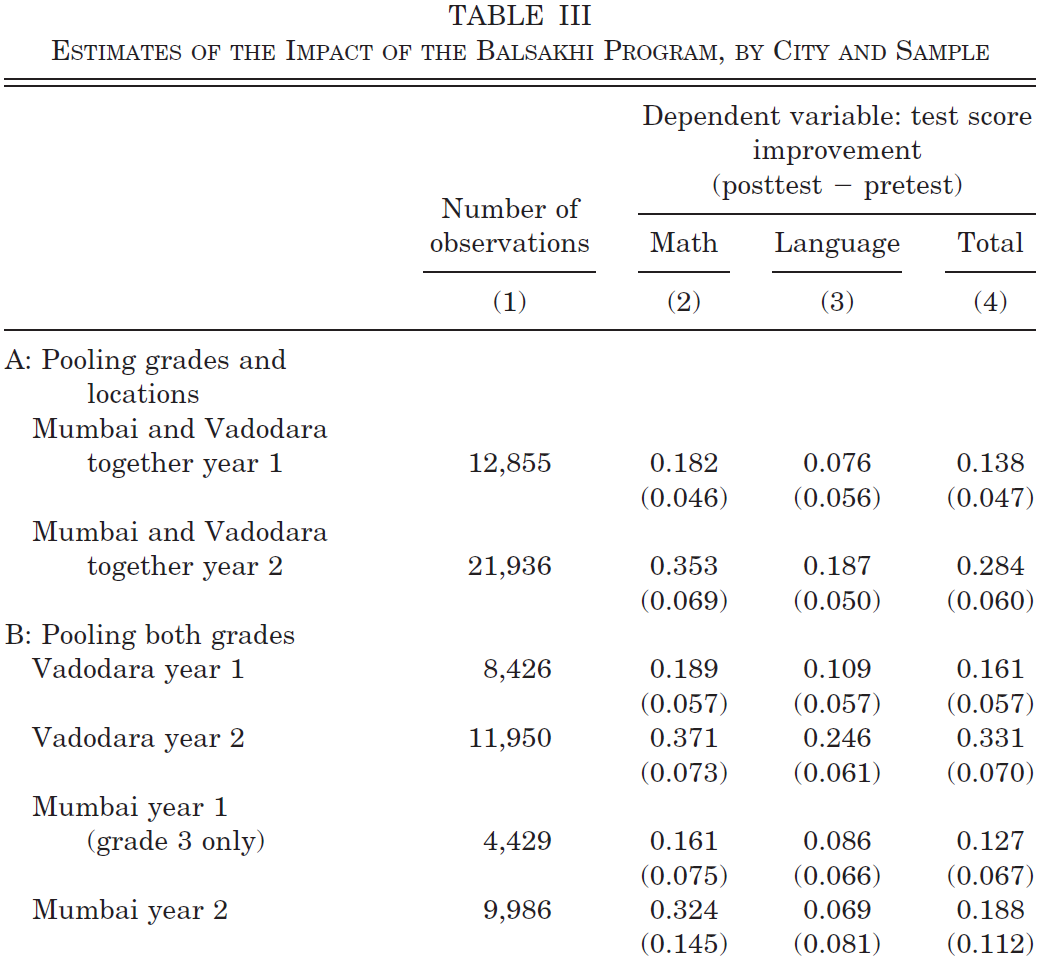 TABLE III
ESTIMATES OF THE IMPACT OF THE BALSAKHI PROGRAM, BY CITY AND SAMPLE
Dependent variable: test score
improvement
(posttest − pretest)
Number of
observations Math Language Total
(1) (2) (3) (4)
A: Pooling grades and
locations
Mumbai and Vadodara
together year 1 12,855 0.182 0.076 0.138
(0.046) (0.056) (0.047)
Mumbai and Vadodara
together year 2 21,936 0.353 0.187 0.284
(0.069) (0.050) (0.060)
B: Pooling both grades
Vadodara year 1 8,426 0.189 0.109 0.161
(0.057) (0.057) (0.057)
Vadodara year 2 11,950 0.371 0.246 0.331
(0.073) (0.061) (0.070)
Mumbai year 1
(grade 3 only) 4,429 0.161 0.086 0.127
(0.075) (0.066) (0.067)
Mumbai year 2 9,986 0.324 0.069 0.188
(0.145) (0.081) (0.112)